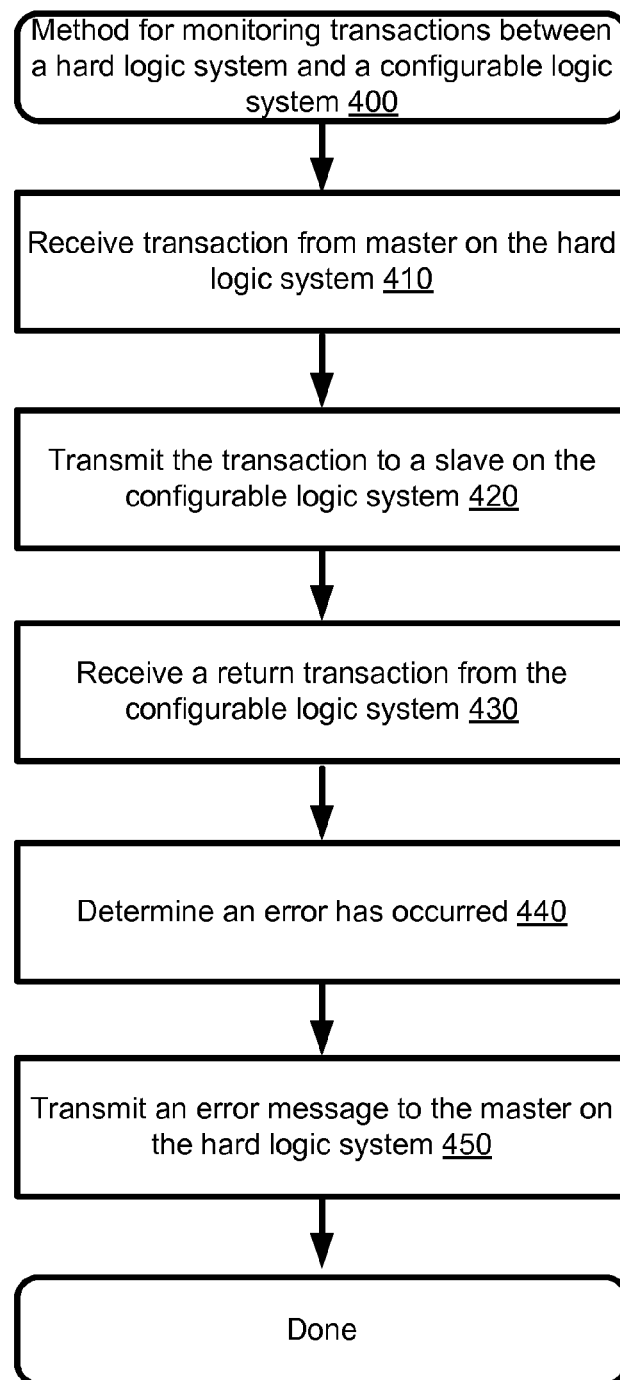 Method for monitoring transactions between
a hard logic system and a configurable logic
system 400
Receive transaction from master on the hard
logic system 410
Transmit the transaction to a slave on the
configurable logic system 420
Receive a return transaction from the
configurable logic system 430
Determine an error has occurred 440
Transmit an error message to the master on
the hard logic system 450
Done